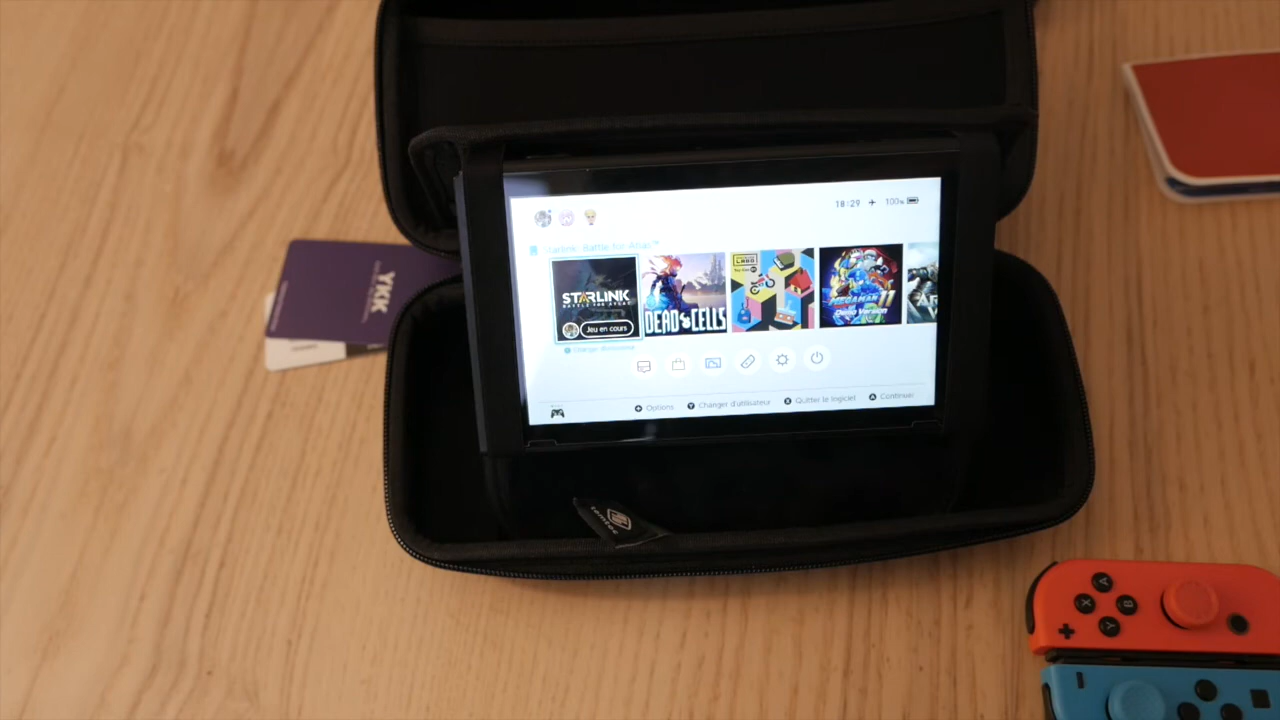 18:29 100%
Starlink: Battle for Atlas™
STARLINK
BATTLE FOR ATLAS
Jeu en cours
DEAD CELLS
LABO
MEGAMAN 11
Demo Version
Options
Changer d'utilisateur
Quitter le logiciel
Continuer
YKK
tomtoc
A
X
B
Y